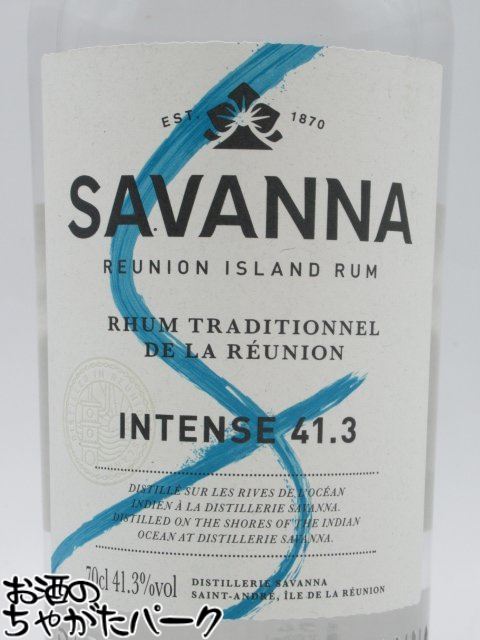 EST. 1870
SAVANNA
REUNION ISLAND RUM
RHUM TRADITIONNEL
DE LA RÉUNION
INTENSE 41.3
DISTILLÉ SUR LES RIVES DE L'OCÉAN
INDIEN À LA DISTILLERIE SAVANNA.
DISTILLED ON THE SHORES OF THE INDIAN
OCEAN AT DISTILLERIE SAVANNA.
70cl 41.3%vol
DISTILLERIE SAVANNA
SAINT-ANDRÉ, ÎLE DE LA RÉUNION
お酒の
ちゃがたパーク